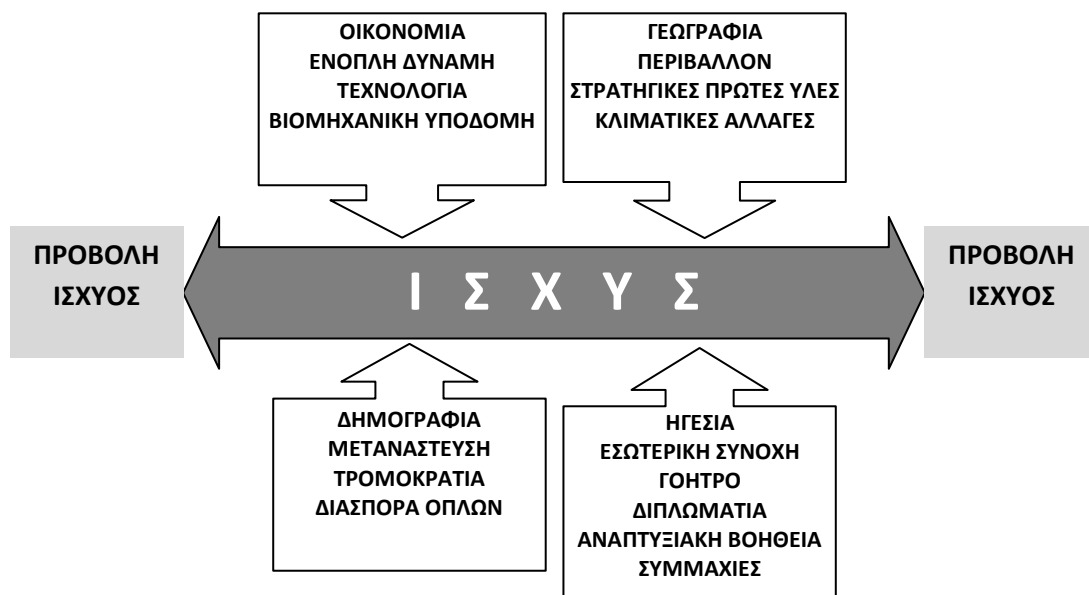 ΟΙΚΟΝΟΜΙΑ
ΕΝΟΠΛΗ ΔΥΝΑΜΗ
ΤΕΧΝΟΛΟΓΙΑ
ΒΙΟΜΗΧΑΝΙΚΗ ΥΠΟΔΟΜΗ
ΓΕΩΓΡΑΦΙΑ
ΠΕΡΙΒΑΛΛΟΝ
ΣΤΡΑΤΗΓΙΚΕΣ ΠΡΩΤΕΣ ΥΛΕΣ
ΚΛΙΜΑΤΙΚΕΣ ΑΛΛΑΓΕΣ
ΠΡΟΒΟΛΗ
ΙΣΧΥΟΣ
Ι Σ Χ Υ Σ
ΠΡΟΒΟΛΗ
ΙΣΧΥΟΣ
ΔΗΜΟΓΡΑΦΙΑ
ΜΕΤΑΝΑΣΤΕΥΣΗ
ΤΡΟΜΟΚΡΑΤΙΑ
ΔΙΑΣΠΟΡΑ ΟΠΛΩΝ
ΗΓΕΣΙΑ
ΕΣΩΤΕΡΙΚΗ ΣΥΝΟΧΗ
ΓΟΗΤΡΟ
ΔΙΠΛΩΜΑΤΙΑ
ΑΝΑΠΤΥΞΙΑΚΗ ΒΟΗΘΕΙΑ
ΣΥΜΜΑΧΙΕΣ